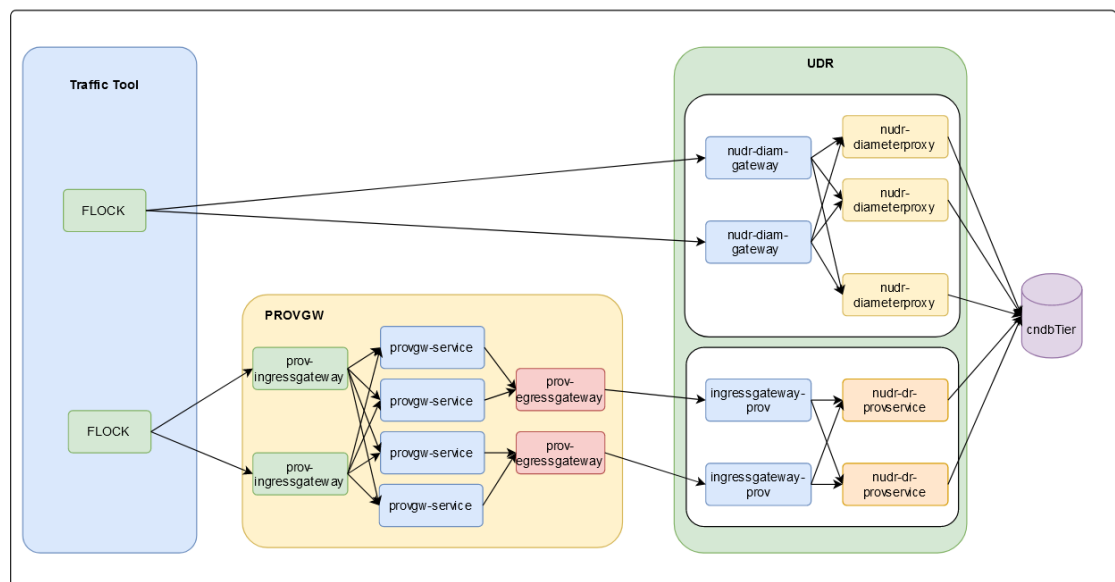 Traffic Tool
FLOCK
FLOCK
PROVGW
prov-
ingressgateway
prov-
ingressgateway
provgw-service
provgw-service
provgw-service
provgw-service
prov-
egressgateway
prov-
egressgateway
UDR
nudr-diam-
gateway
nudr-diam-
gateway
nudr-
diameterproxy
nudr-
diameterproxy
nudr-
diameterproxy
ingressgateway-
prov
ingressgateway-
prov
nudr-dr-
provservice
nudr-dr-
provservice
cndbTier